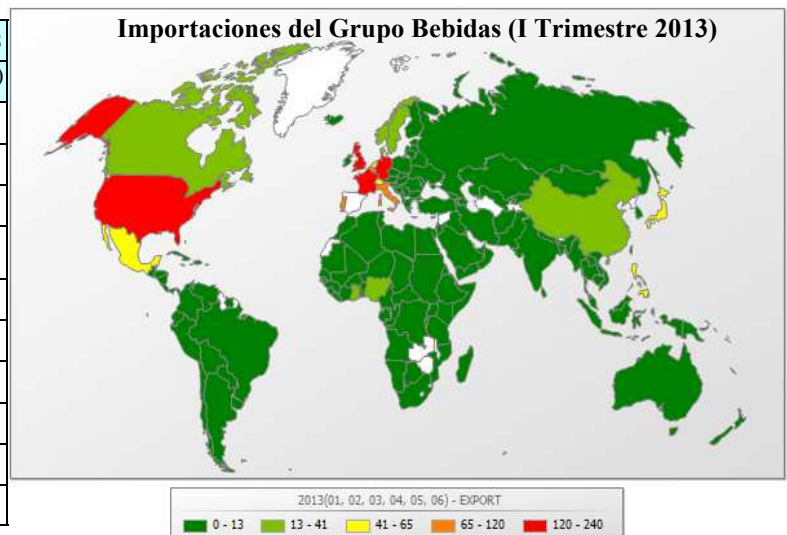 Importaciones del Grupo Bebidas (I Trimestre 2013)
)
2013(01, 02, 03, 04, 05, 06) - EXPORT
0 - 13 13 - 41 41 - 65 65 - 120 120 - 240